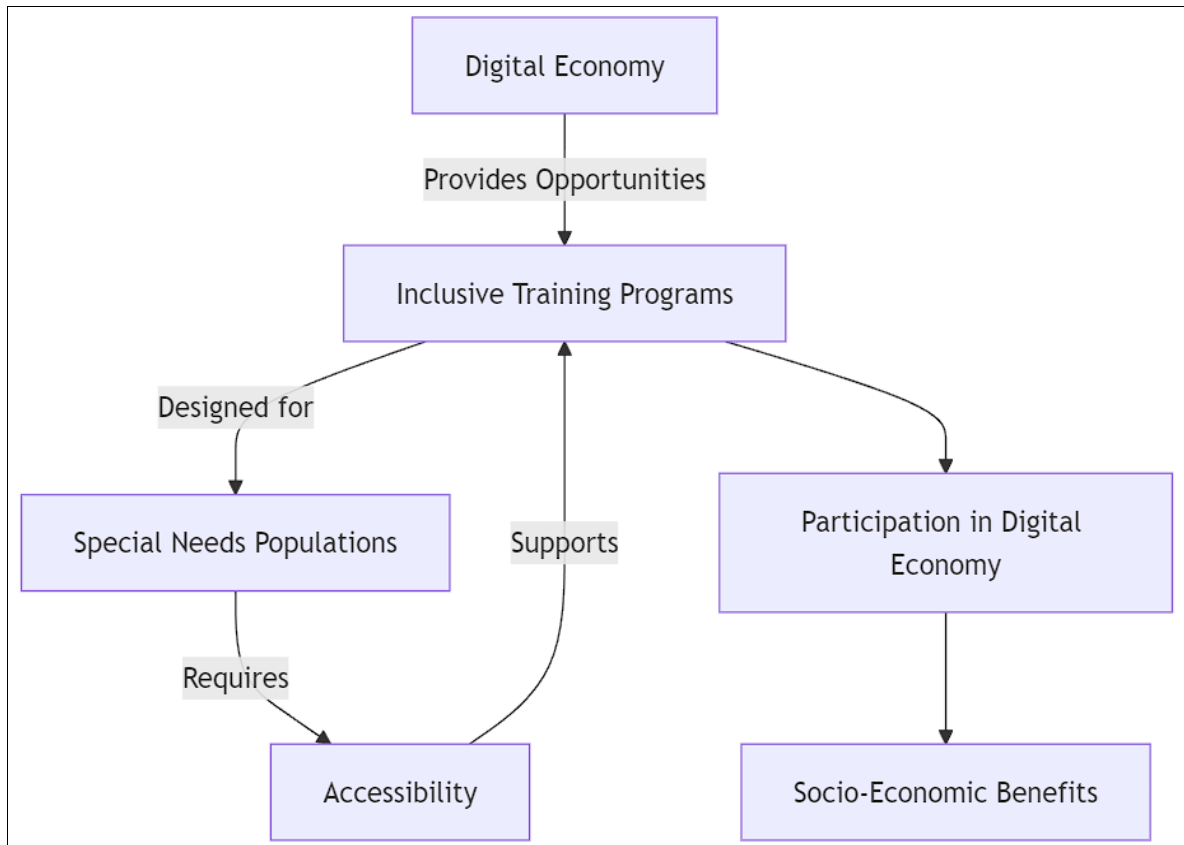 Digital Economy
Provides Opportunities
Inclusive Training Programs
Designed for
Special Needs Populations
Supports
Participation in Digital
Economy
Requires
Accessibility
Socio-Economic Benefits